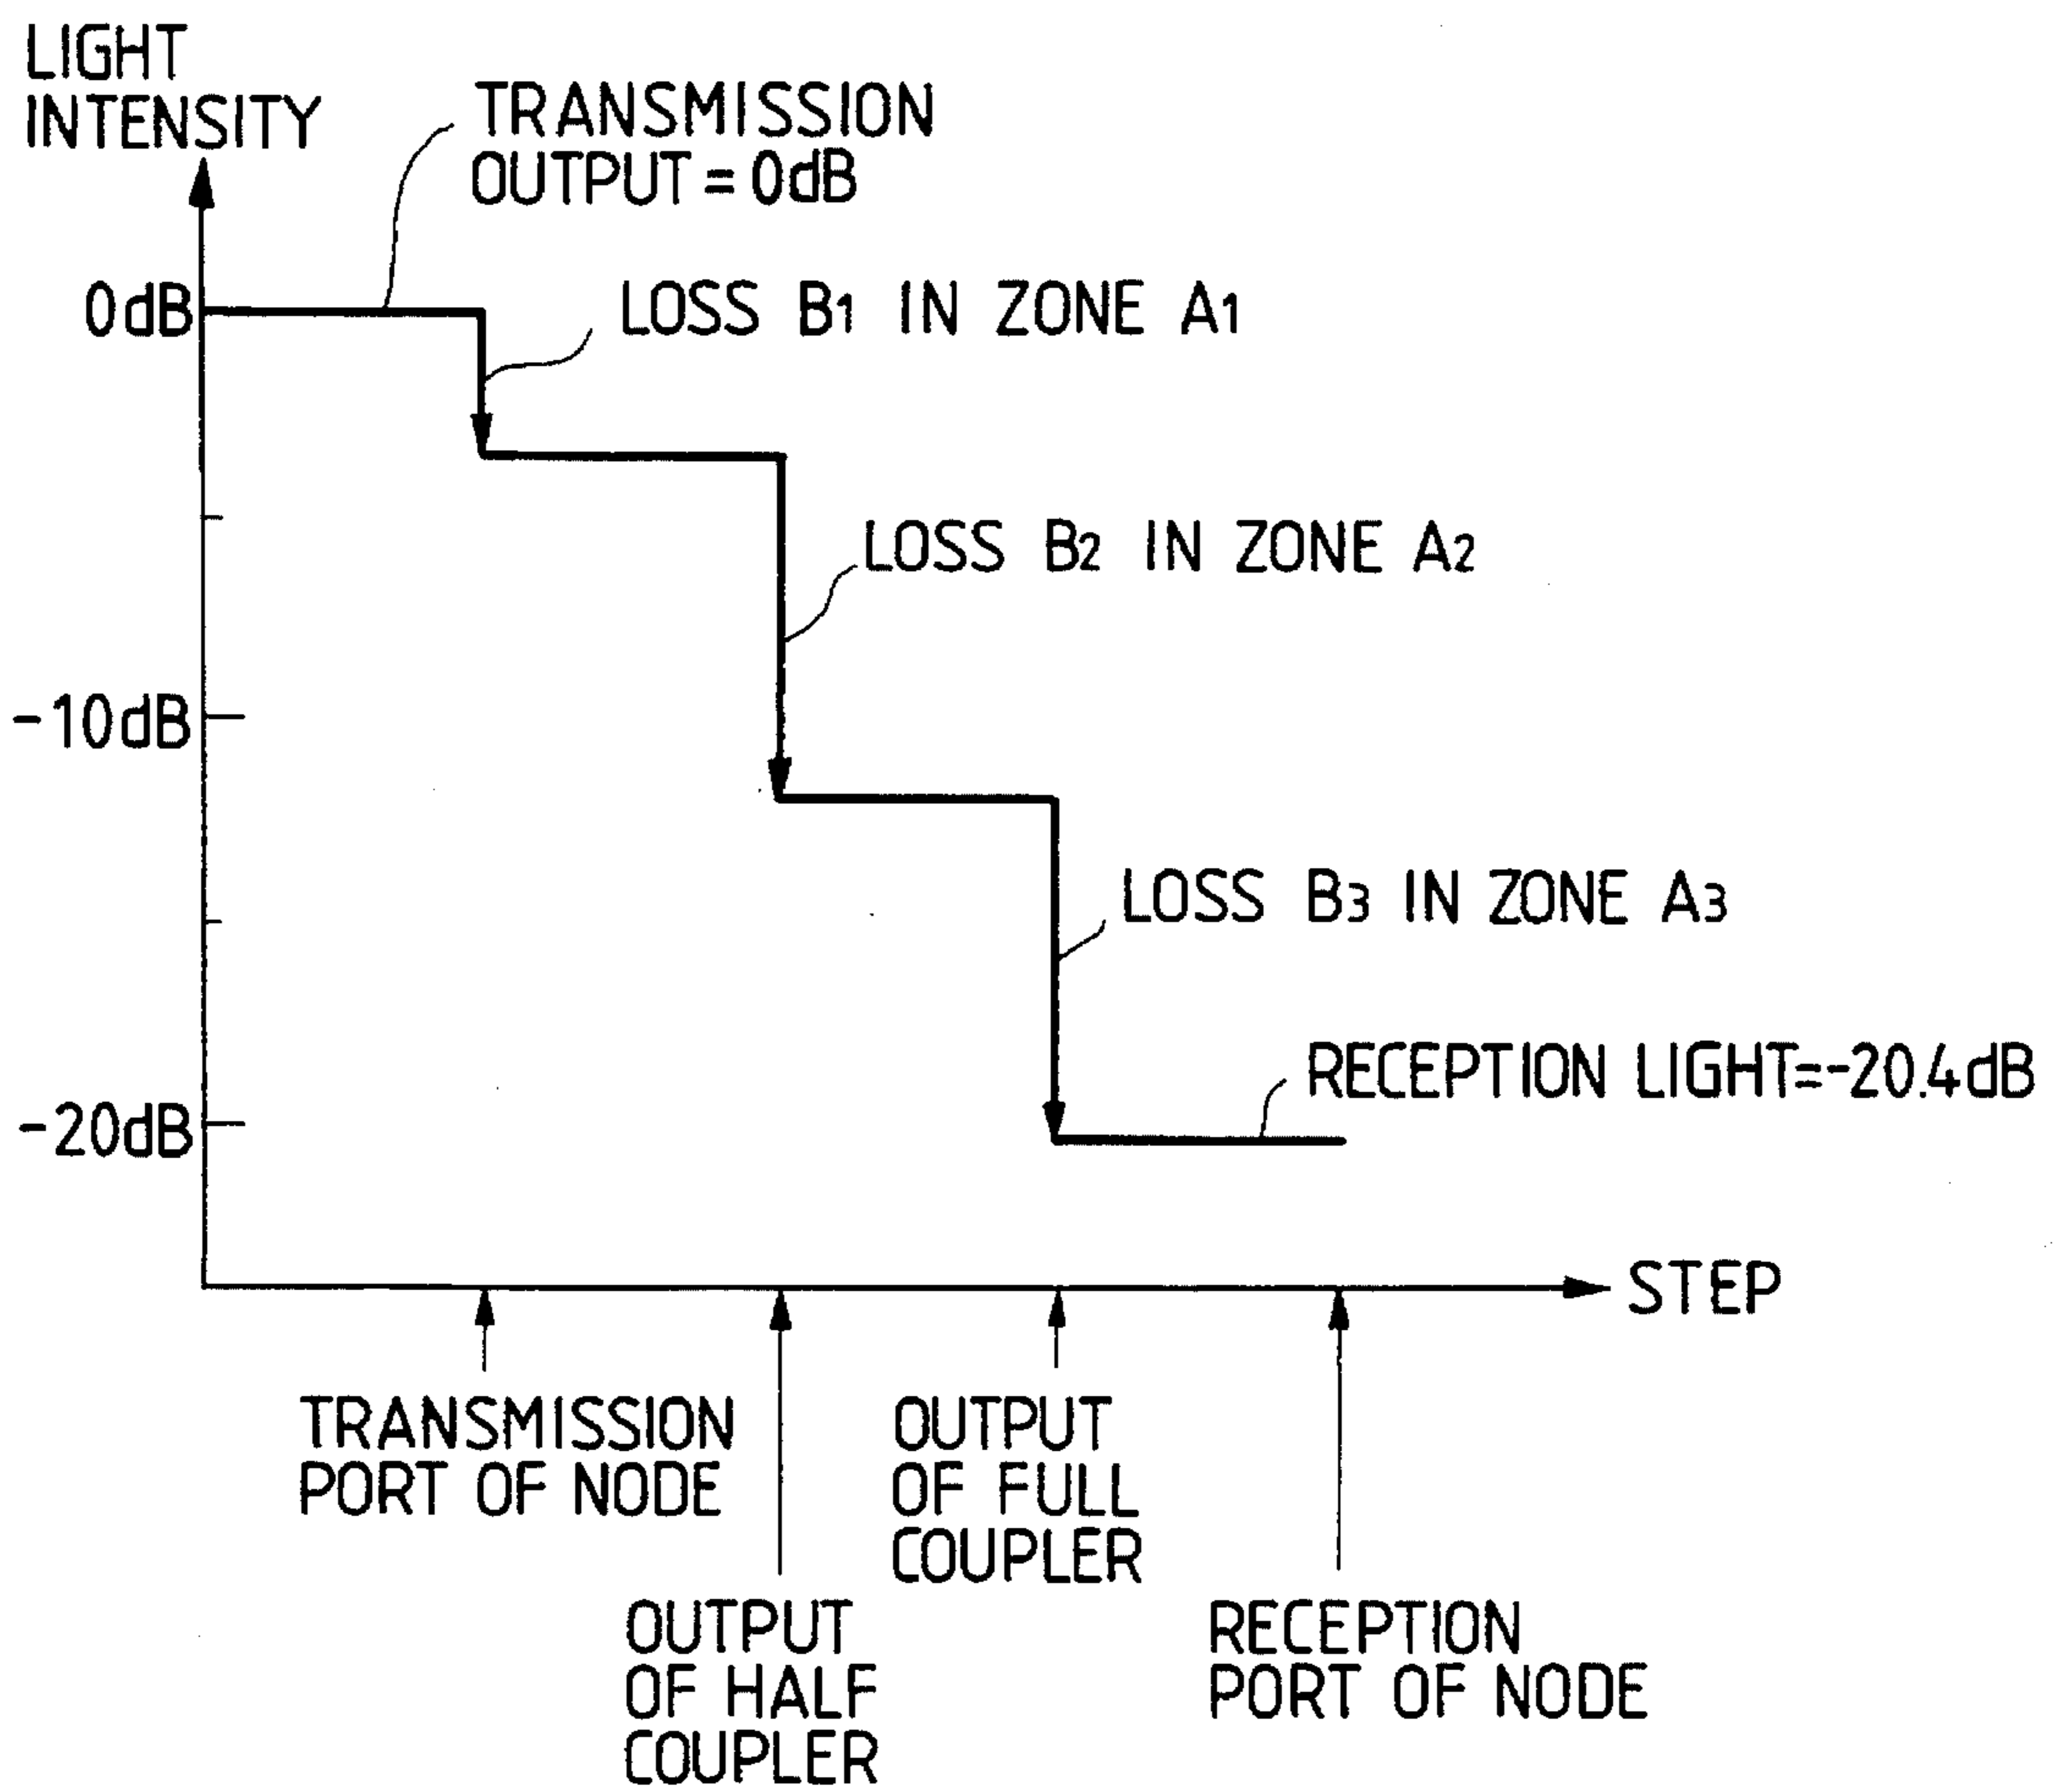 LIGHT
INTENSITY
TRANSMISSION
OUTPUT = 0dB
0dB
LOSS B1 IN ZONE A1
LOSS B2 IN ZONE A2
-10dB
LOSS B3 IN ZONE A3
RECEPTION LIGHT=-20.4dB
-20dB
STEP
TRANSMISSION
PORT OF NODE
OUTPUT
OF FULL
COUPLER
OUTPUT
OF HALF
COUPLER
RECEPTION
PORT OF NODE